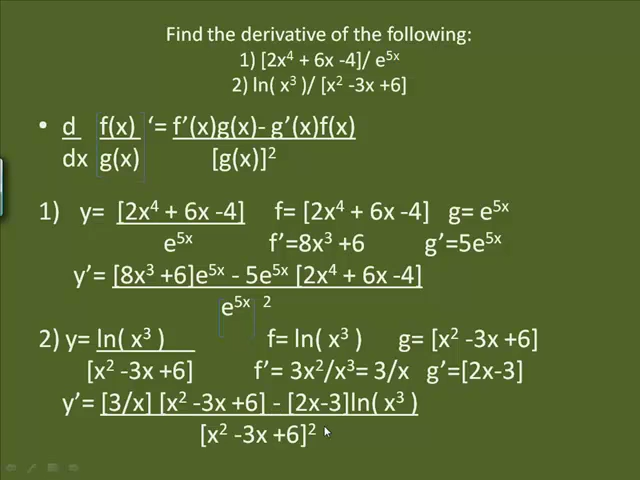 Find the derivative of the following:
1) [2x⁴ + 6x -4]/ e⁵ˣ
2) ln( x³ )/ [x² -3x +6]
• d f(x) ‘= f’(x)g(x)- g’(x)f(x)
dx g(x) [g(x)]²
1) y= [2x⁴ + 6x -4] f= [2x⁴ + 6x -4] g= e⁵ˣ
e⁵ˣ f’=8x³ +6 g’=5e⁵ˣ
y’= [8x³ +6]e⁵ˣ - 5e⁵ˣ [2x⁴ + 6x -4]
e⁵ˣ ²
2) y= ln( x³ ) f= ln( x³ ) g= [x² -3x +6]
[x² -3x +6] f’= 3x²/x³= 3/x g’=[2x-3]
y’= [3/x] [x² -3x +6] - [2x-3]ln( x³ )
[x² -3x +6]²